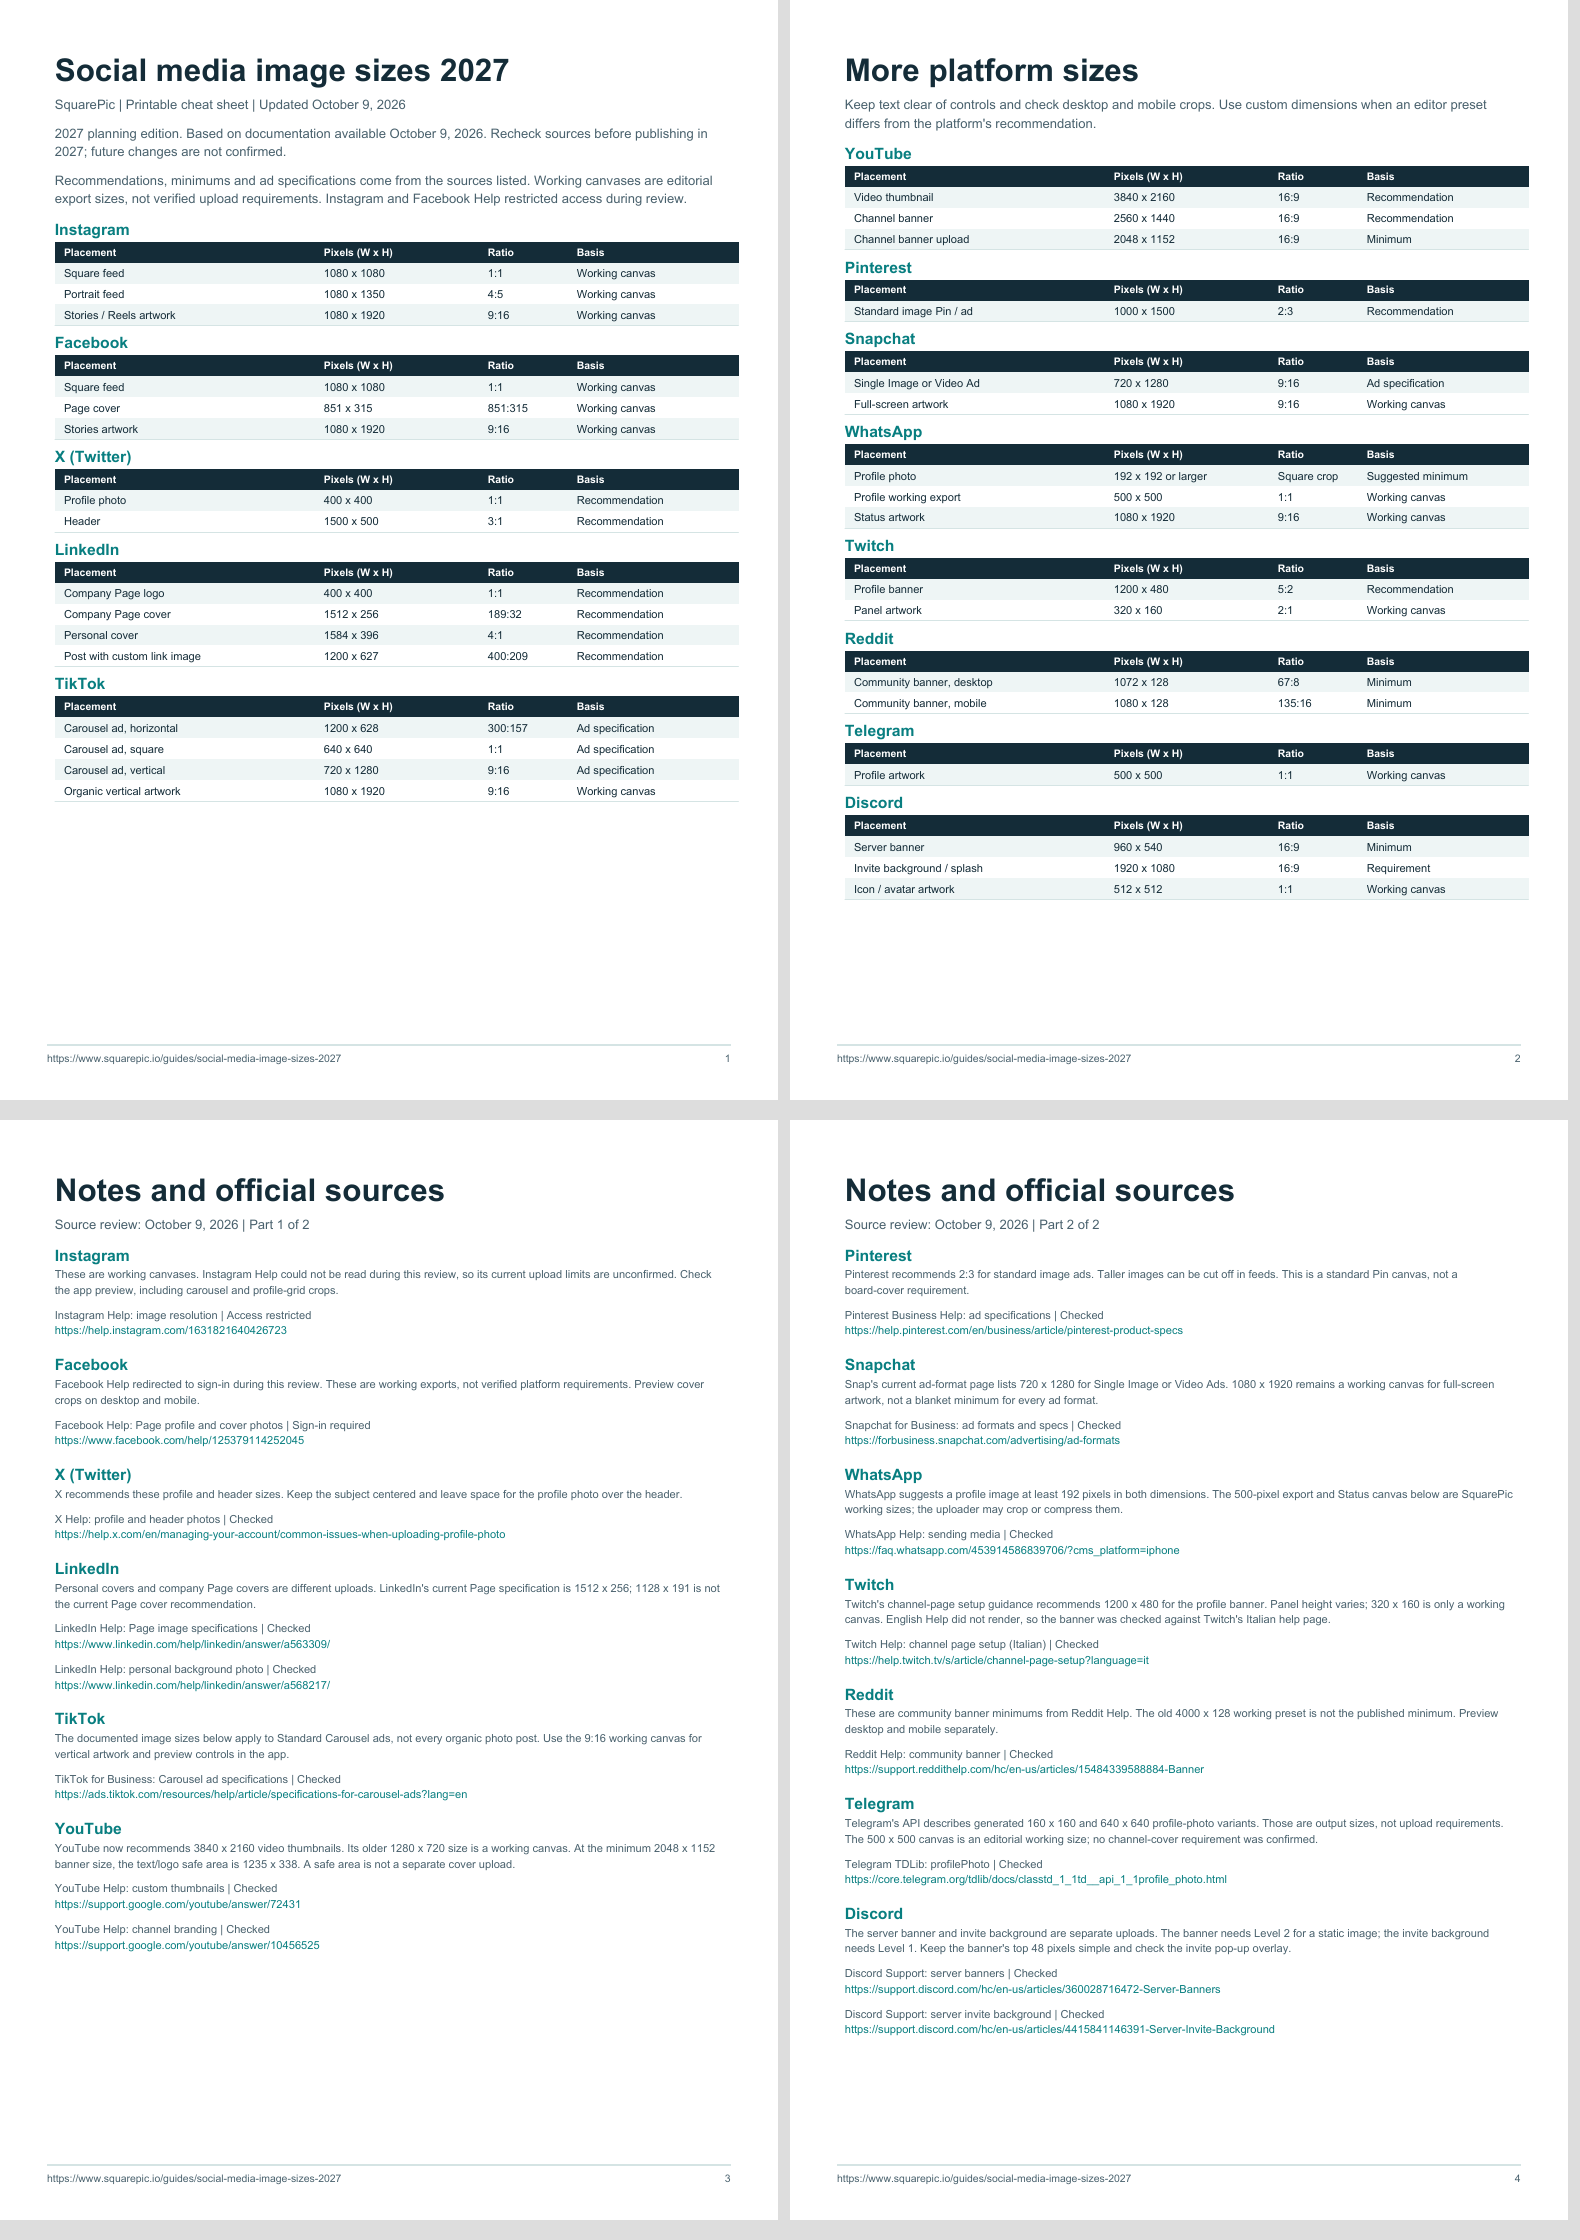 Social media image sizes 2027
SquarePic | Printable cheat sheet | Updated October 9, 2026
2027 planning edition. Based on documentation available October 9, 2026. Recheck sources before publishing in
2027; future changes are not confirmed.
Recommendations, minimums and ad specifications come from the sources listed. Working canvases are editorial
export sizes, not verified upload requirements. Instagram and Facebook Help restricted access during review.
Instagram
Placement Pixels (W x H) Ratio Basis
Square feed 1080 x 1080 1:1 Working canvas
Portrait feed 1080 x 1350 4:5 Working canvas
Stories / Reels artwork 1080 x 1920 9:16 Working canvas
Facebook
Placement Pixels (W x H) Ratio Basis
Square feed 1080 x 1080 1:1 Working canvas
Page cover 851 x 315 851:315 Working canvas
Stories artwork 1080 x 1920 9:16 Working canvas
X (Twitter)
Placement Pixels (W x H) Ratio Basis
Profile photo 400 x 400 1:1 Recommendation
Header 1500 x 500 3:1 Recommendation
LinkedIn
Placement Pixels (W x H) Ratio Basis
Company Page logo 400 x 400 1:1 Recommendation
Company Page cover 1512 x 256 189:32 Recommendation
Personal cover 1584 x 396 4:1 Recommendation
Post with custom link image 1200 x 627 400:209 Recommendation
TikTok
Placement Pixels (W x H) Ratio Basis
Carousel ad, horizontal 1200 x 628 300:157 Ad specification
Carousel ad, square 640 x 640 1:1 Ad specification
Carousel ad, vertical 720 x 1280 9:16 Ad specification
Organic vertical artwork 1080 x 1920 9:16 Working canvas
https://www.squarepic.io/guides/social-media-image-sizes-2027 1
More platform sizes
Keep text clear of controls and check desktop and mobile crops. Use custom dimensions when an editor preset
differs from the platform's recommendation.
YouTube
Placement Pixels (W x H) Ratio Basis
Video thumbnail 3840 x 2160 16:9 Recommendation
Channel banner 2560 x 1440 16:9 Recommendation
Channel banner upload 2048 x 1152 16:9 Minimum
Pinterest
Placement Pixels (W x H) Ratio Basis
Standard image Pin / ad 1000 x 1500 2:3 Recommendation
Snapchat
Placement Pixels (W x H) Ratio Basis
Single Image or Video Ad 720 x 1280 9:16 Ad specification
Full-screen artwork 1080 x 1920 9:16 Working canvas
WhatsApp
Placement Pixels (W x H) Ratio Basis
Profile photo 192 x 192 or larger Square crop Suggested minimum
Profile working export 500 x 500 1:1 Working canvas
Status artwork 1080 x 1920 9:16 Working canvas
Twitch
Placement Pixels (W x H) Ratio Basis
Profile banner 1200 x 480 5:2 Recommendation
Panel artwork 320 x 160 2:1 Working canvas
Reddit
Placement Pixels (W x H) Ratio Basis
Community banner, desktop 1072 x 128 67:8 Minimum
Community banner, mobile 1080 x 128 135:16 Minimum
Telegram
Placement Pixels (W x H) Ratio Basis
Profile artwork 500 x 500 1:1 Working canvas
Discord
Placement Pixels (W x H) Ratio Basis
Server banner 960 x 540 16:9 Minimum
Invite background / splash 1920 x 1080 16:9 Requirement
Icon / avatar artwork 512 x 512 1:1 Working canvas
https://www.squarepic.io/guides/social-media-image-sizes-2027 2
Notes and official sources
Source review: October 9, 2026 | Part 1 of 2
Instagram
These are working canvases. Instagram Help could not be read during this review, so its current upload limits are unconfirmed. Check
the app preview, including carousel and profile-grid crops.
Instagram Help: image resolution | Access restricted
https://help.instagram.com/1631821640426723
Facebook
Facebook Help redirected to sign-in during this review. These are working exports, not verified platform requirements. Preview cover
crops on desktop and mobile.
Facebook Help: Page profile and cover photos | Sign-in required
https://www.facebook.com/help/125379114252045
X (Twitter)
X recommends these profile and header sizes. Keep the subject centered and leave space for the profile photo over the header.
X Help: profile and header photos | Checked
https://help.x.com/en/managing-your-account/common-issues-when-uploading-profile-photo
LinkedIn
Personal covers and company Page covers are different uploads. LinkedIn's current Page specification is 1512 x 256; 1128 x 191 is not
the current Page cover recommendation.
LinkedIn Help: Page image specifications | Checked
https://www.linkedin.com/help/linkedin/answer/a563309/
LinkedIn Help: personal background photo | Checked
https://www.linkedin.com/help/linkedin/answer/a568217/
TikTok
The documented image sizes below apply to Standard Carousel ads, not every organic photo post. Use the 9:16 working canvas for
vertical artwork and preview controls in the app.
TikTok for Business: Carousel ad specifications | Checked
https://ads.tiktok.com/resources/help/article/specifications-for-carousel-ads?lang=en
YouTube
YouTube now recommends 3840 x 2160 video thumbnails. Its older 1280 x 720 size is a working canvas. At the minimum 2048 x 1152
banner size, the text/logo safe area is 1235 x 338. A safe area is not a separate cover upload.
YouTube Help: custom thumbnails | Checked
https://support.google.com/youtube/answer/72431
YouTube Help: channel branding | Checked
https://support.google.com/youtube/answer/10456525
https://www.squarepic.io/guides/social-media-image-sizes-2027 3
Notes and official sources
Source review: October 9, 2026 | Part 2 of 2
Pinterest
Pinterest recommends 2:3 for standard image ads. Taller images can be cut off in feeds. This is a standard Pin canvas, not a
board-cover requirement.
Pinterest Business Help: ad specifications | Checked
https://help.pinterest.com/en/business/article/pinterest-product-specs
Snapchat
Snap's current ad-format page lists 720 x 1280 for Single Image or Video Ads. 1080 x 1920 remains a working canvas for full-screen
artwork, not a blanket minimum for every ad format.
Snapchat for Business: ad formats and specs | Checked
https://forbusiness.snapchat.com/advertising/ad-formats
WhatsApp
WhatsApp suggests a profile image at least 192 pixels in both dimensions. The 500-pixel export and Status canvas below are SquarePic
working sizes; the uploader may crop or compress them.
WhatsApp Help: sending media | Checked
https://faq.whatsapp.com/453914586839706/?cms_platform=iphone
Twitch
Twitch's channel-page setup guidance recommends 1200 x 480 for the profile banner. Panel height varies; 320 x 160 is only a working
canvas. English Help did not render, so the banner was checked against Twitch's Italian help page.
Twitch Help: channel page setup (Italian) | Checked
https://help.twitch.tv/s/article/channel-page-setup?language=it
Reddit
These are community banner minimums from Reddit Help. The old 4000 x 128 working preset is not the published minimum. Preview
desktop and mobile separately.
Reddit Help: community banner | Checked
https://support.reddithelp.com/hc/en-us/articles/15484339588884-Banner
Telegram
Telegram's API describes generated 160 x 160 and 640 x 640 profile-photo variants. Those are output sizes, not upload requirements.
The 500 x 500 canvas is an editorial working size; no channel-cover requirement was confirmed.
Telegram TDLib: profilePhoto | Checked
https://core.telegram.org/tdlib/docs/classtd_1_1td__api_1_1profile_photo.html
Discord
The server banner and invite background are separate uploads. The banner needs Level 2 for a static image; the invite background
needs Level 1. Keep the banner's top 48 pixels simple and check the invite pop-up overlay.
Discord Support: server banners | Checked
https://support.discord.com/hc/en-us/articles/360028716472-Server-Banners
Discord Support: server invite background | Checked
https://support.discord.com/hc/en-us/articles/4415841146391-Server-Invite-Background
https://www.squarepic.io/guides/social-media-image-sizes-2027 4